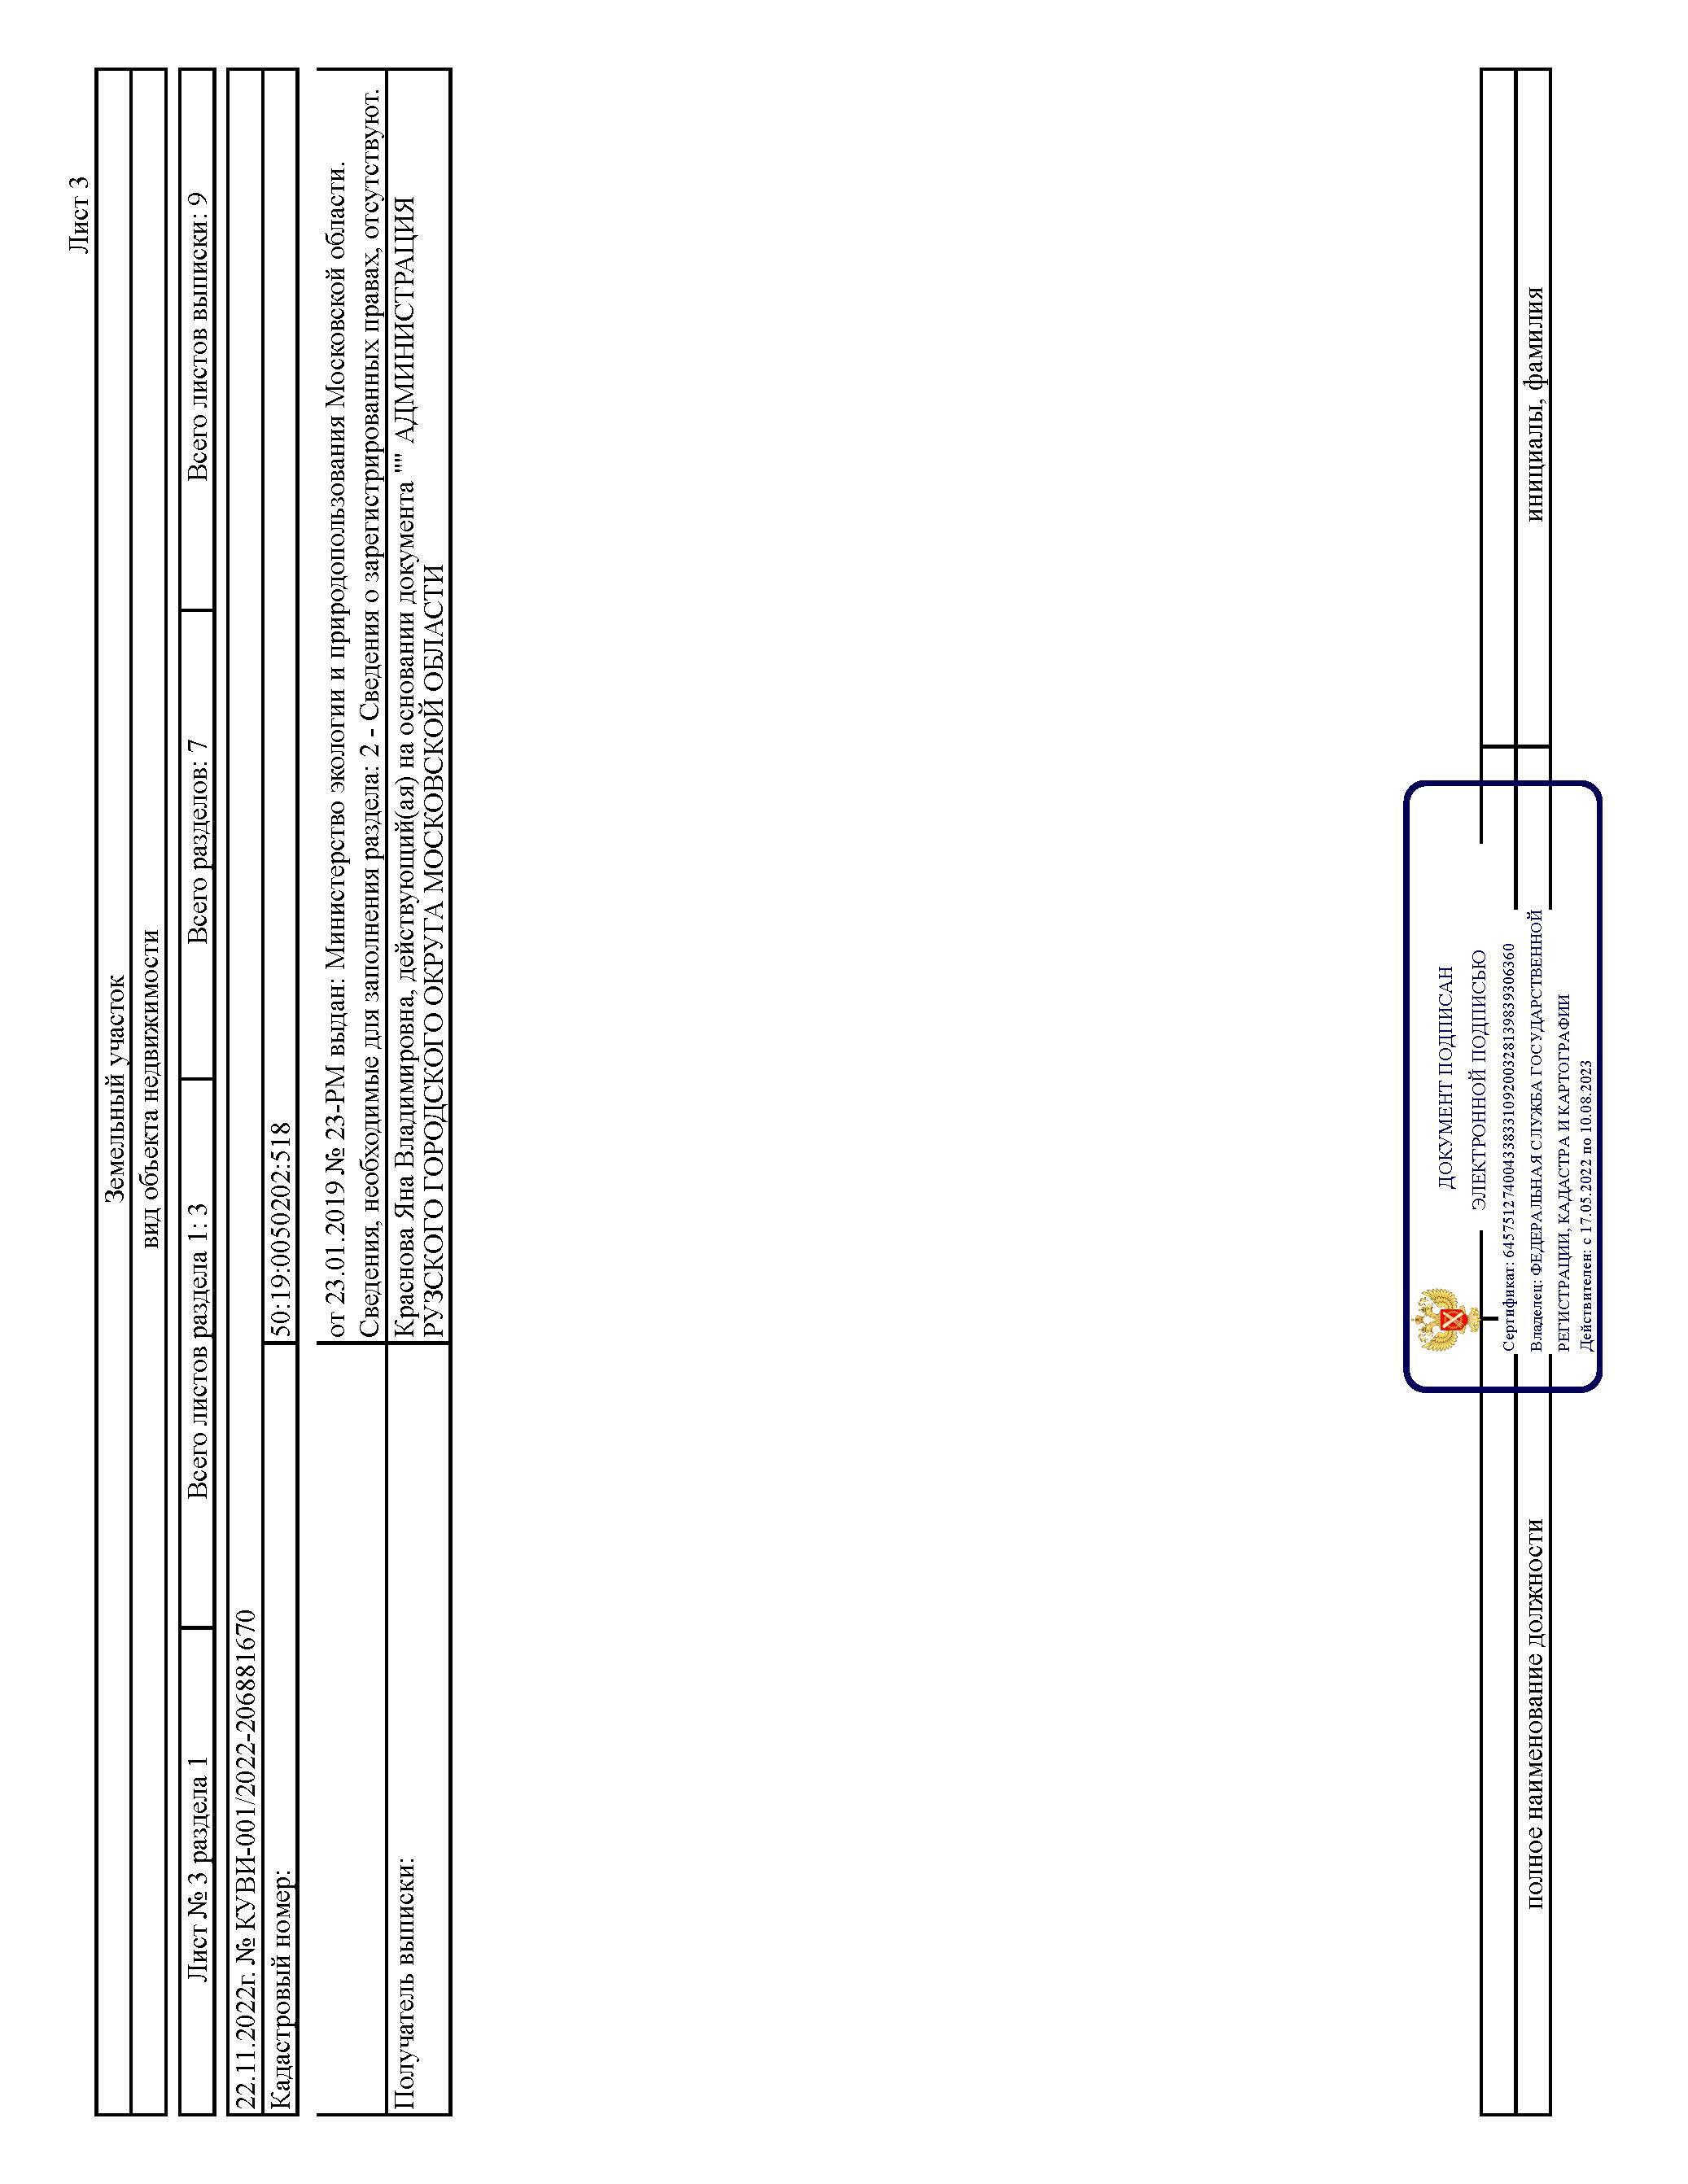 Лист 3
Земельный участок
вид объекта недвижимости
Лист № 3 раздела 1 Всего листов раздела 1: 3 Всего разделов: 7 Всего листов выписки: 9
22.11.2022г. № КУВИ-001/2022-206881670
Кадастровый номер: 50:19:0050202:518
от 23.01.2019 № 23-РМ выдан: Министерство экологии и природопользования Московской области.
Сведения, необходимые для заполнения раздела: 2 - Сведения о зарегистрированных правах, отсутствуют.
Получатель выписки: Краснова Яна Владимировна, действующий(ая) на основании документа "" АДМИНИСТРАЦИЯ
РУЗСКОГО ГОРОДСКОГО ОКРУГА МОСКОВСКОЙ ОБЛАСТИ
ДОКУМЕНТ ПОДПИСАН
ЭЛЕКТРОННОЙ ПОДПИСЬЮ
Сертификат: 64575127400433833109200328139839306360
Владелец: ФЕДЕРАЛЬНАЯ СЛУЖБА ГОСУДАРСТВЕННОЙ
РЕГИСТРАЦИИ, КАДАСТРА И КАРТОГРАФИИ
Действителен: с 17.05.2022 по 10.08.2023
полное наименование должности инициалы, фамилия